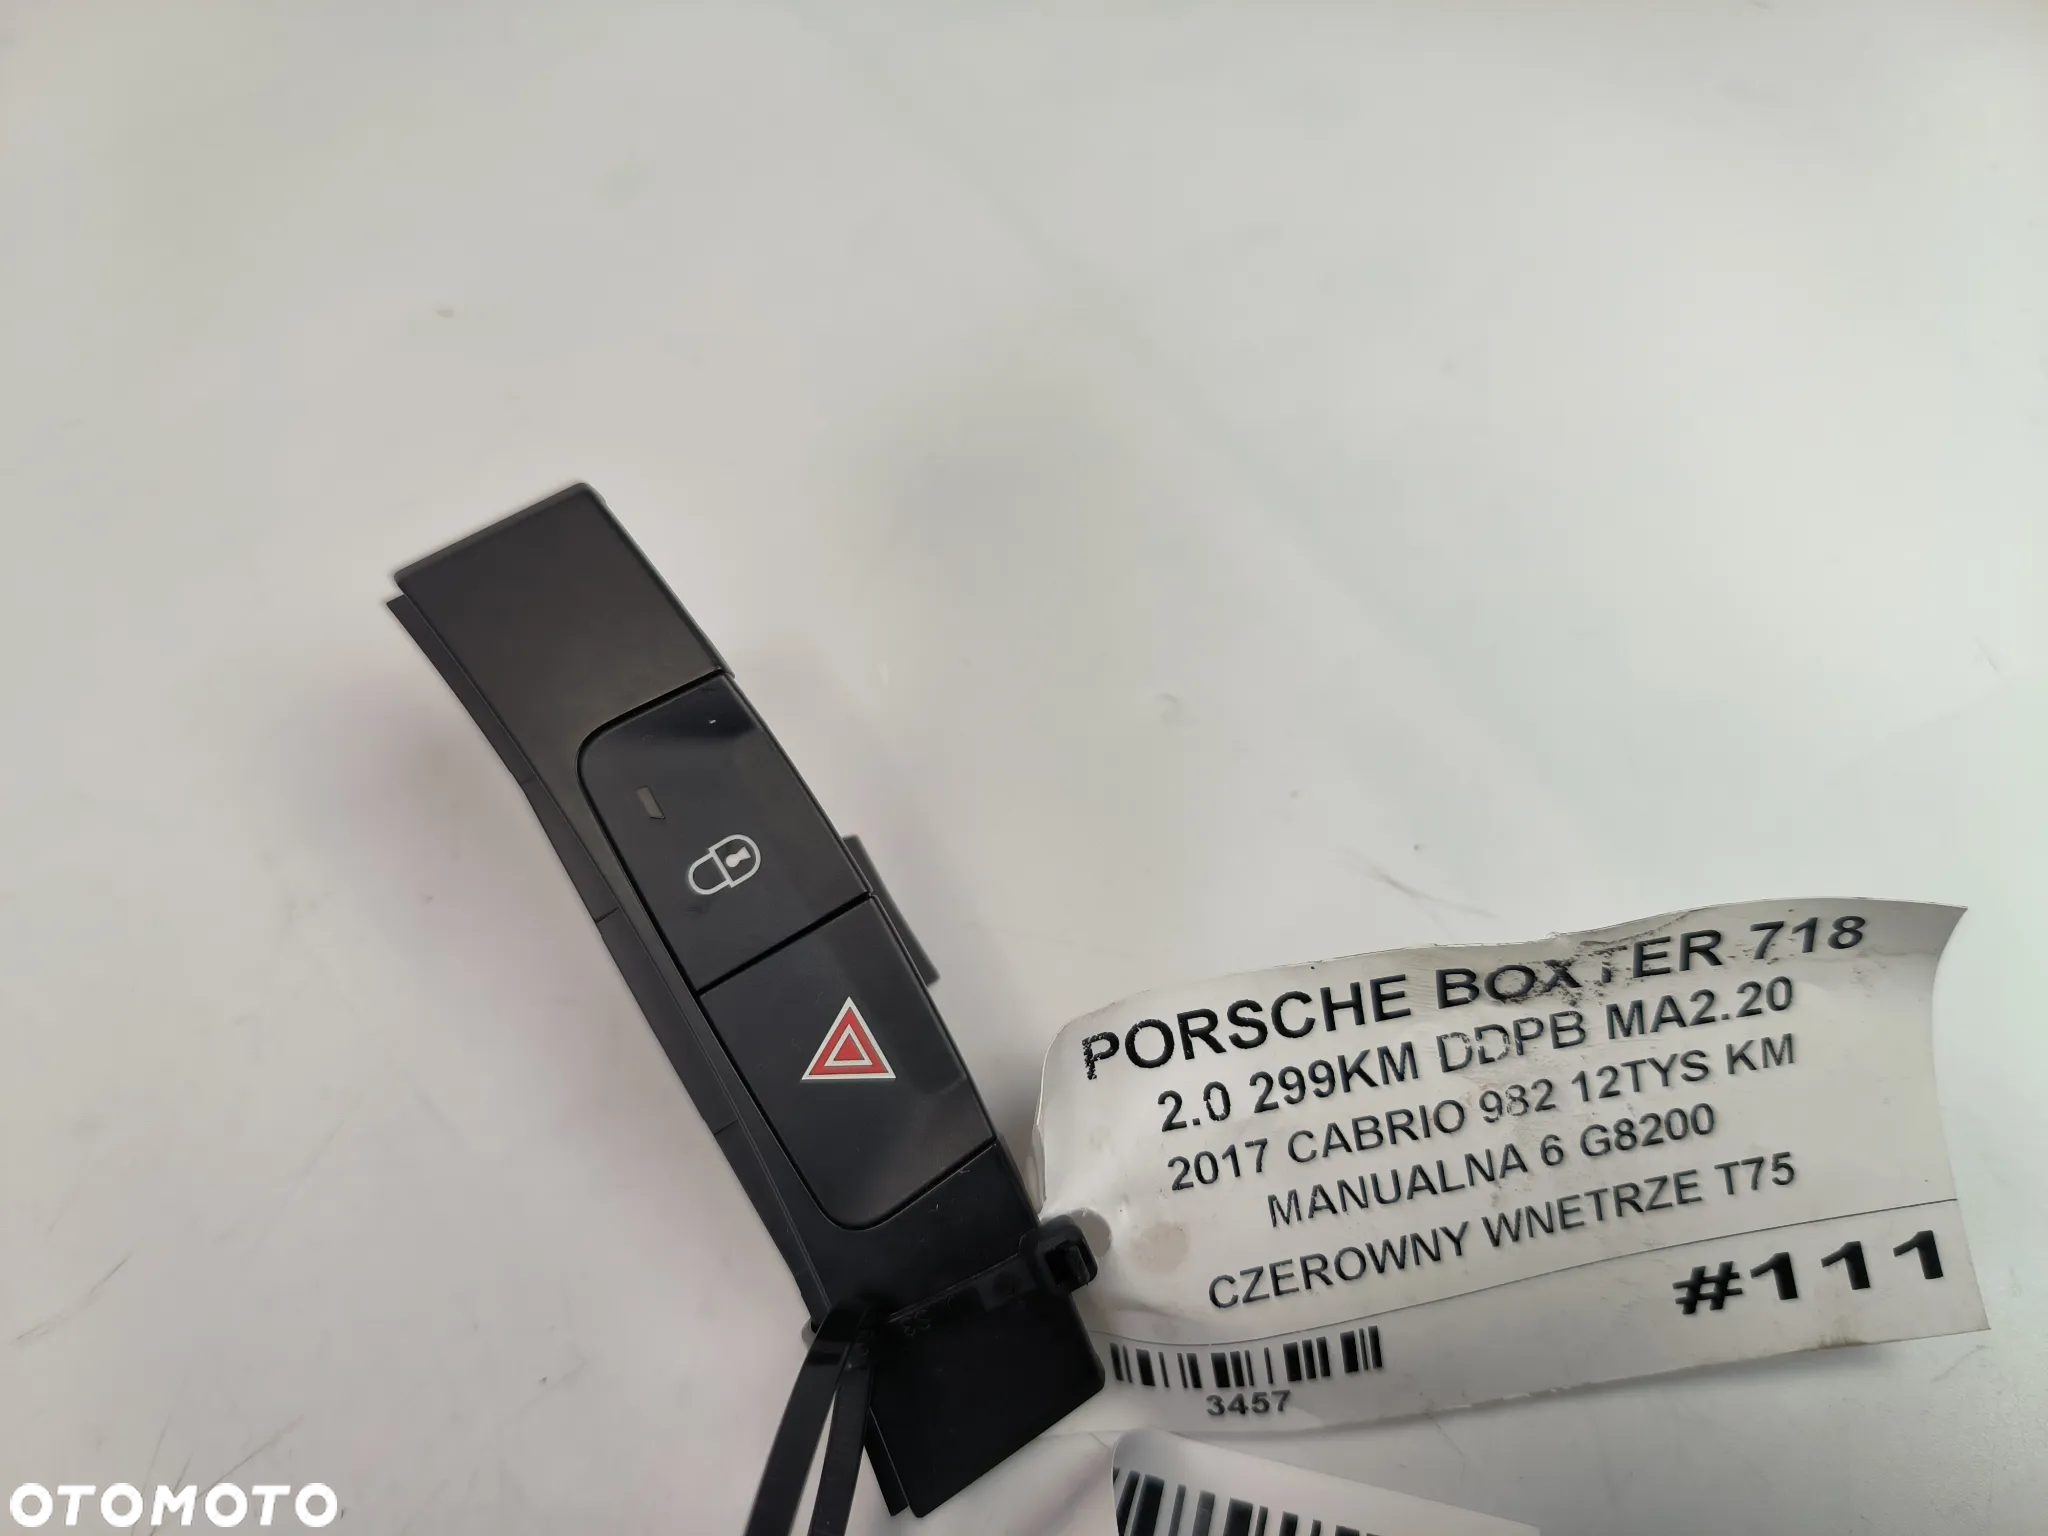 PORSCHE BOXTER 718
2.0 299KM DDPB MA2.20
2017 CABRIO 982 12TYS KM
MANUALNA 6 G8200
CZEROWNY WNETRZE T75
#111
3457
OTOMOTO